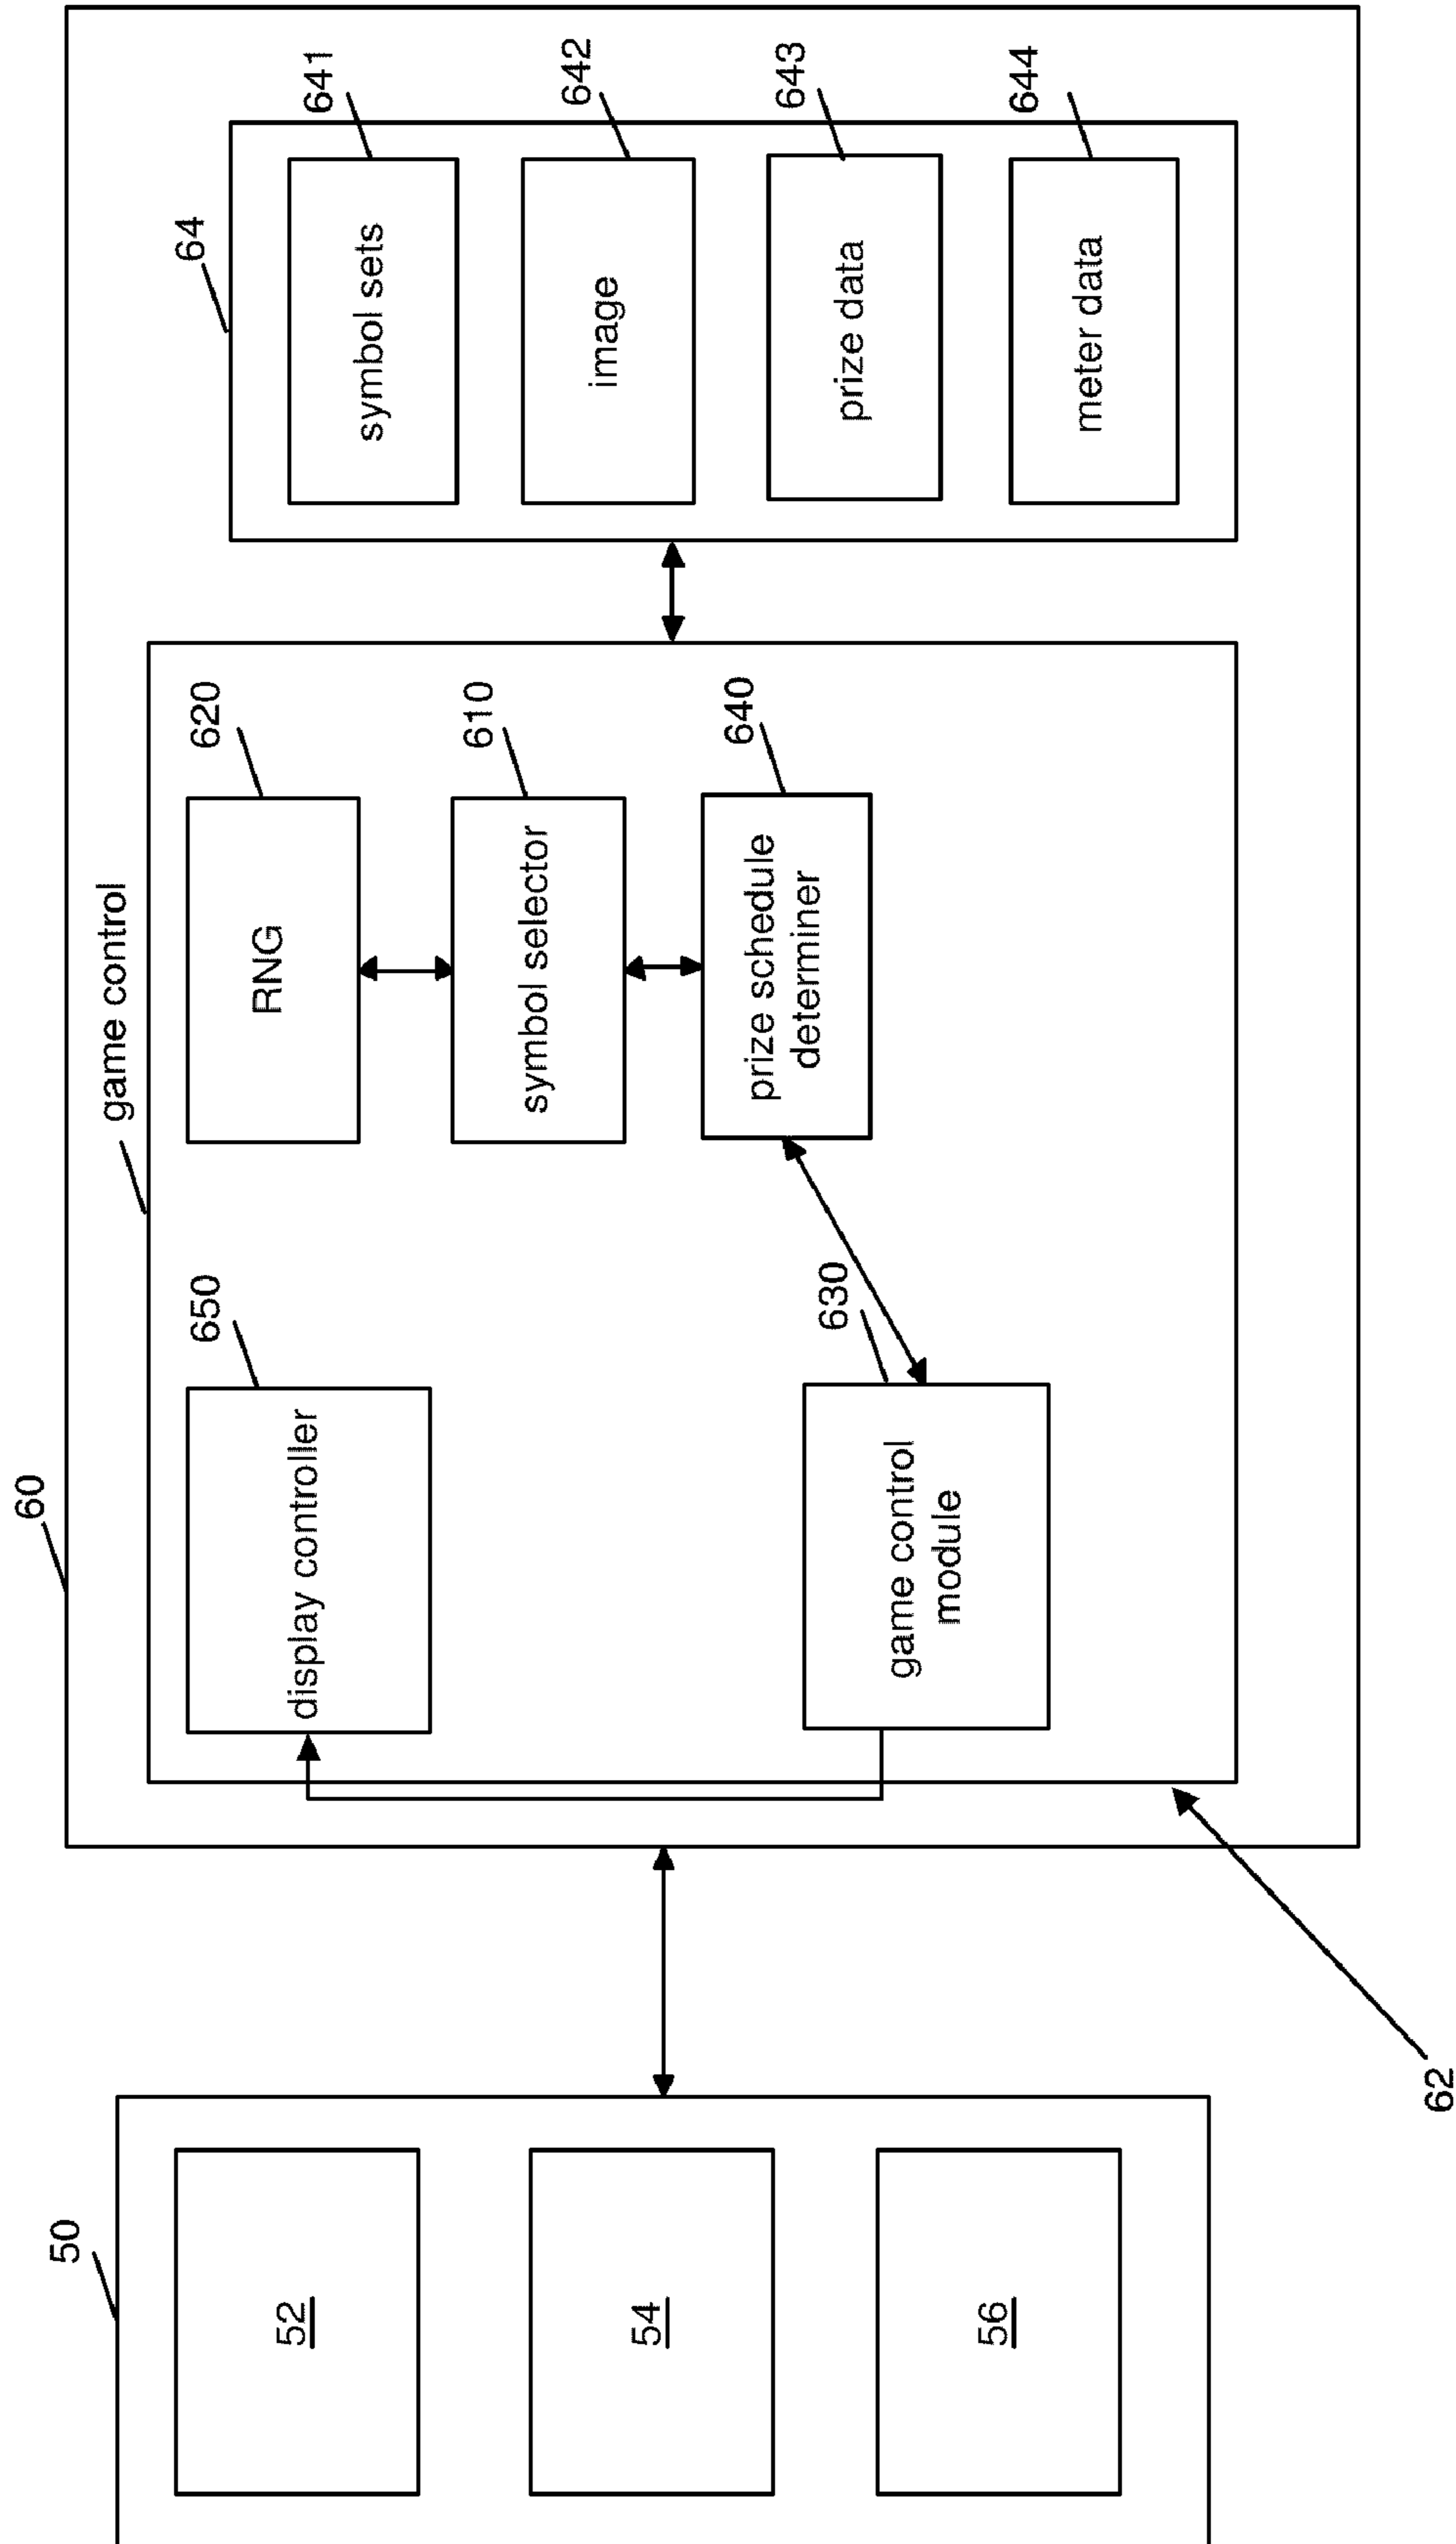 60
game control
64
650
620
641
display controller
RNG
symbol sets
610
642
symbol selector
image
630
640
643
game control
module
prize schedule
determiner
prize data
644
meter data
50
52
54
56
62